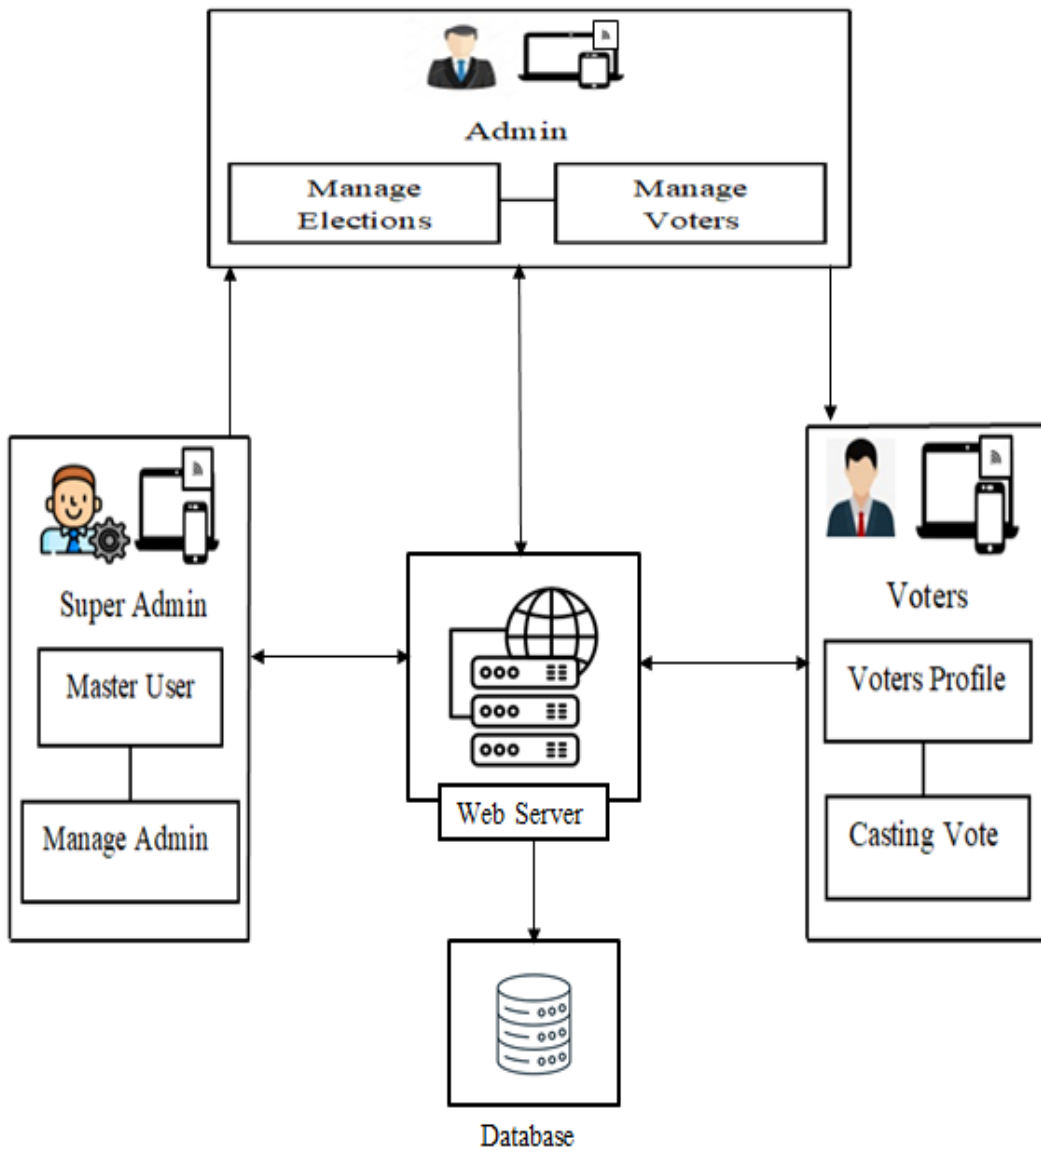 Admin
Manage
Elections
Manage
Voters
Super Admin
Master User
Manage Admin
Web Server
Voters
Voters Profile
Casting Vote
Database